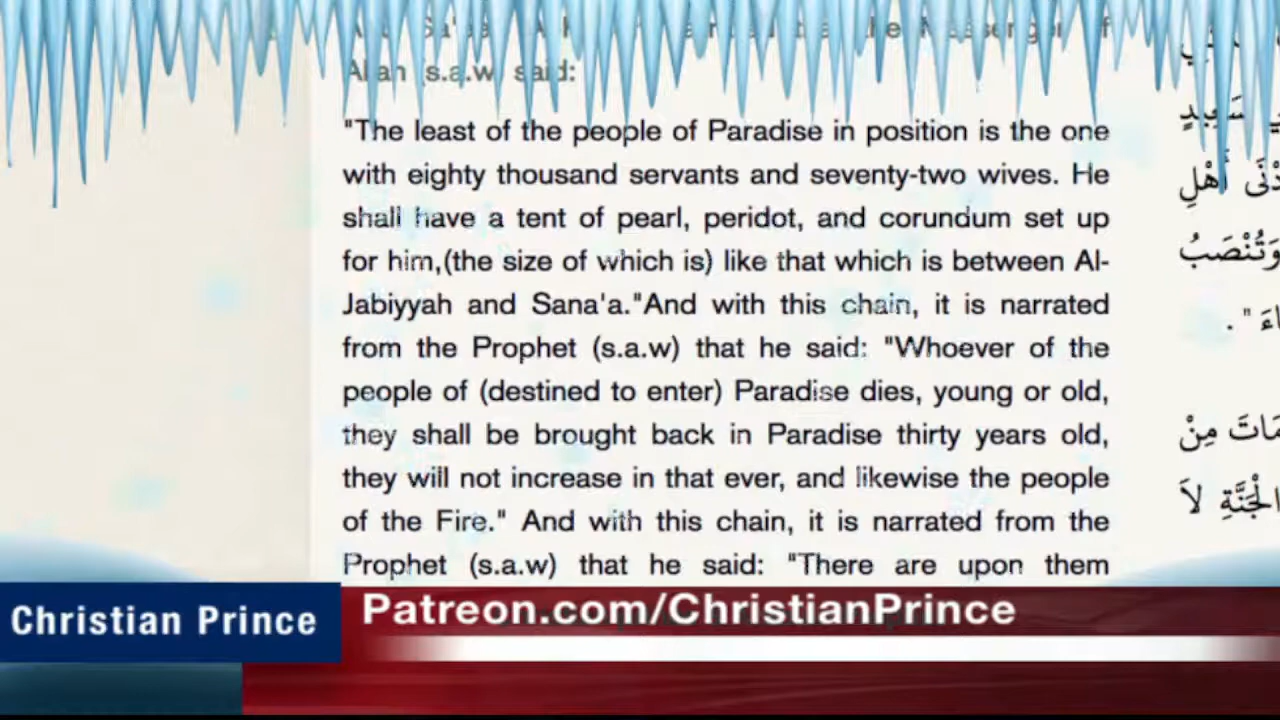 Allah (s.a.w) said:
"The least of the people of Paradise in position is the one
with eighty thousand servants and seventy-two wives. He
shall have a tent of pearl, peridot, and corundum set up
for him,(the size of which is) like that which is between Al-
Jabiyyah and Sana'a."And with this chain, it is narrated
from the Prophet (s.a.w) that he said: "Whoever of the
people of (destined to enter) Paradise dies, young or old,
they shall be brought back in Paradise thirty years old,
they will not increase in that ever, and likewise the people
of the Fire." And with this chain, it is narrated from the
Prophet (s.a.w) that he said: "There are upon them
أَهْلِ
وَتُنْصَبُ
مِنْ
الْجَنَّةِ لاَ
Christian Prince
Patreon.com/ChristianPrince